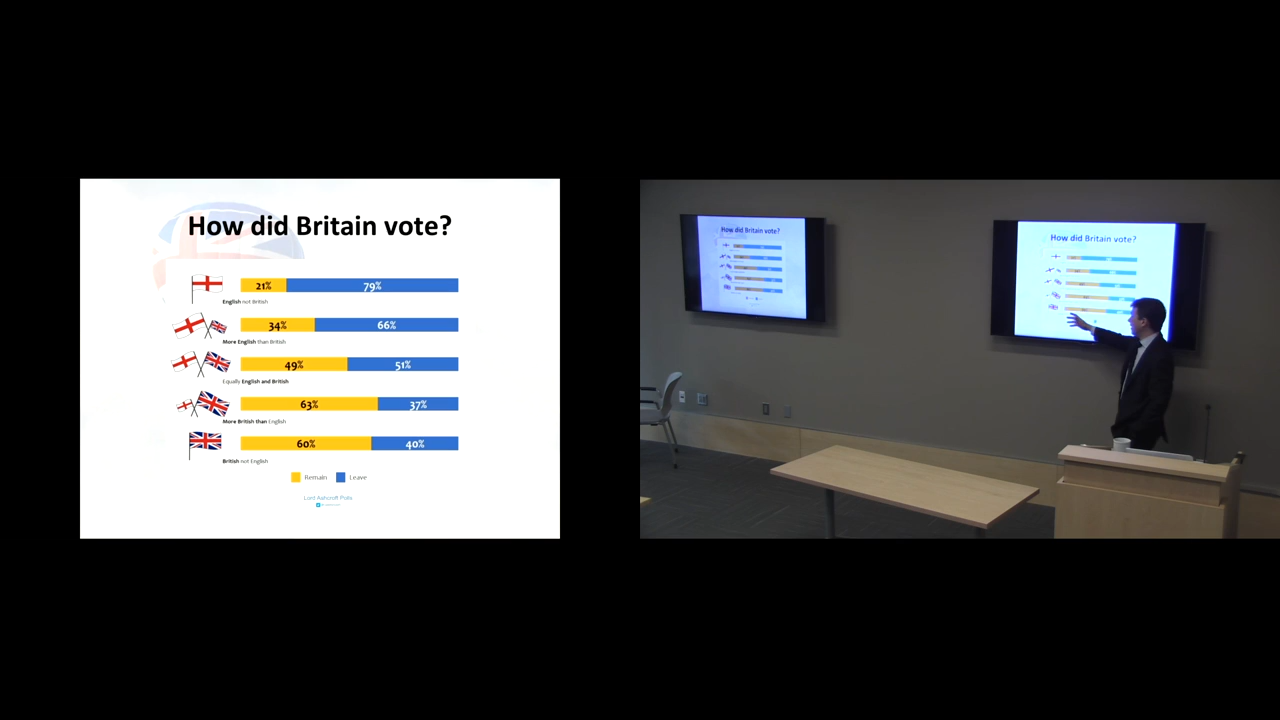 How did Britain vote?
21% 79%
English not British
34% 66%
More English than British
49% 51%
Equally English and British
63% 37%
More British than English
60% 40%
British not English
Remain Leave
Lord Ashcroft Polls
How did Britain vote?
How did Britain vote?